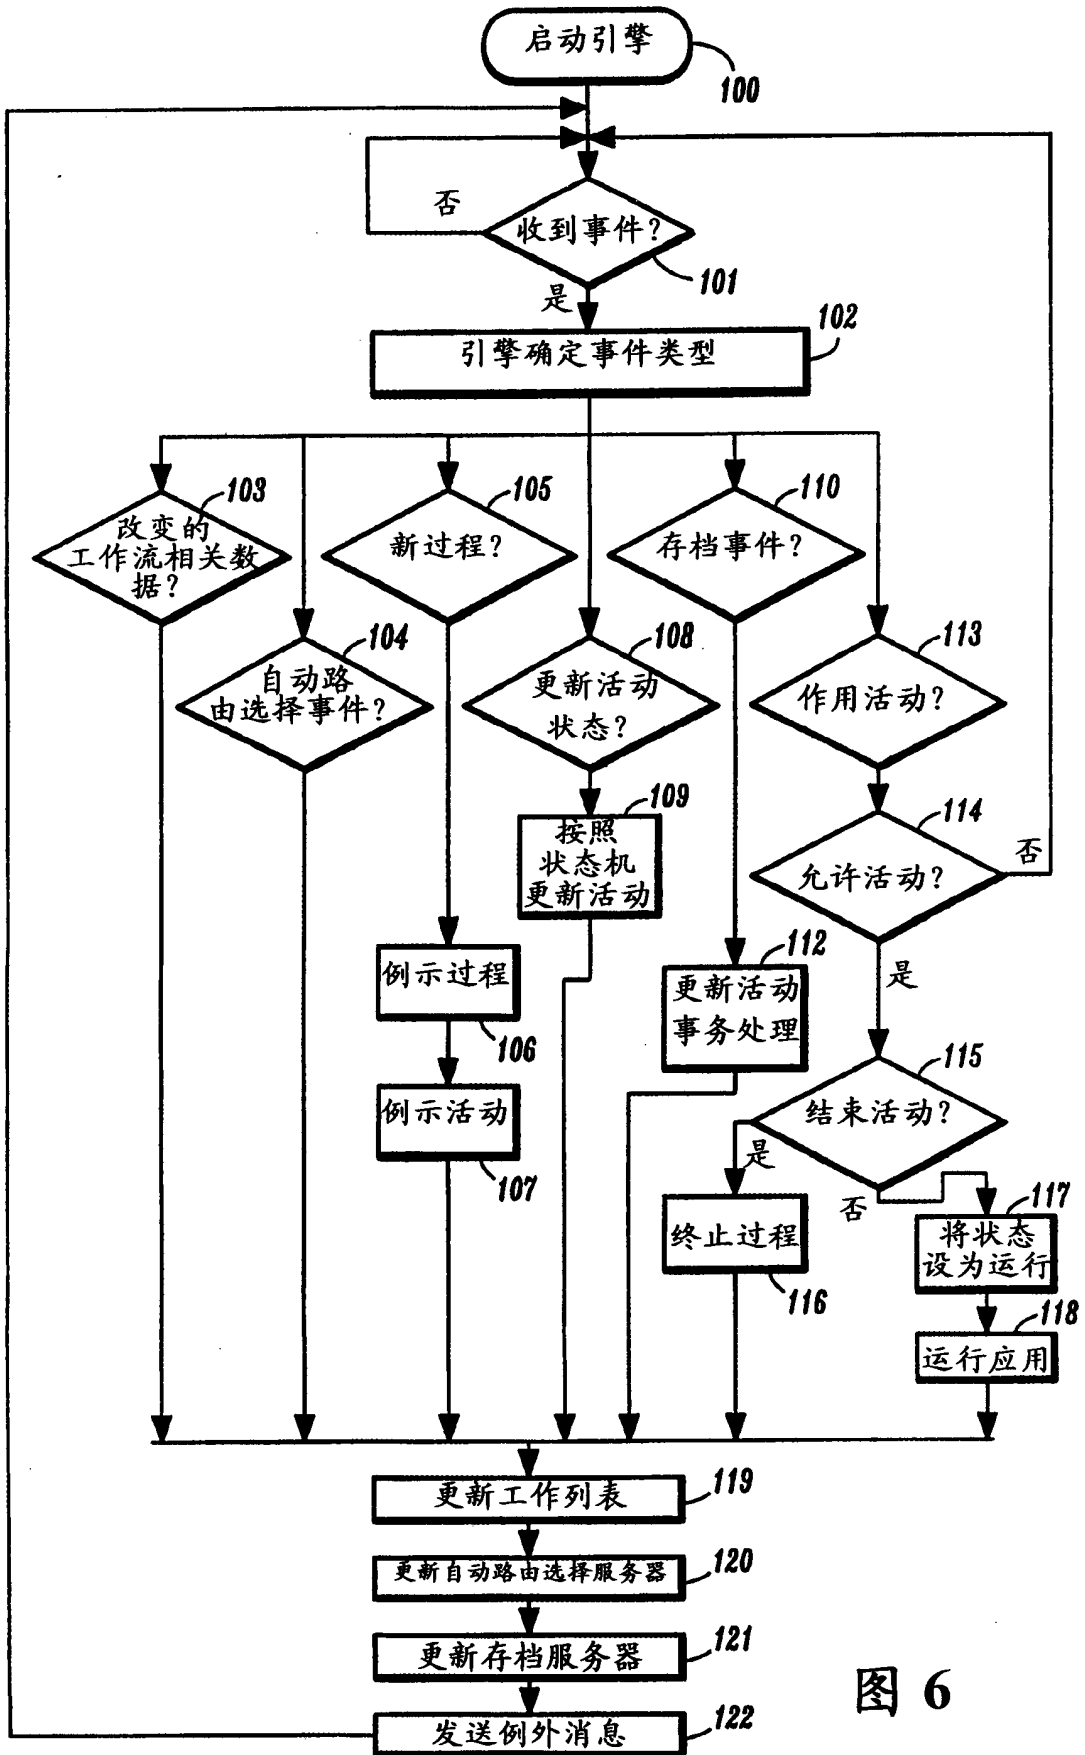 启动引擎
100
否
收到事件？
101
是
102
引擎确定事件类型
103
改变的
工作流相关数
据？
104
自动路
由选择事件？
105
新过程？
106
例示过程
107
例示活动
108
更新活动
状态？
109
按照
状态机
更新活动
110
存档事件？
112
更新活动
事务处理
113
作用活动？
114
允许活动？
否
是
115
结束活动？
是
否
终止过程
116
117
将状态
设为运行
118
运行应用
更新工作列表
119
更新自动路由选择服务器
120
更新存档服务器
121
发送例外消息
122
图 6